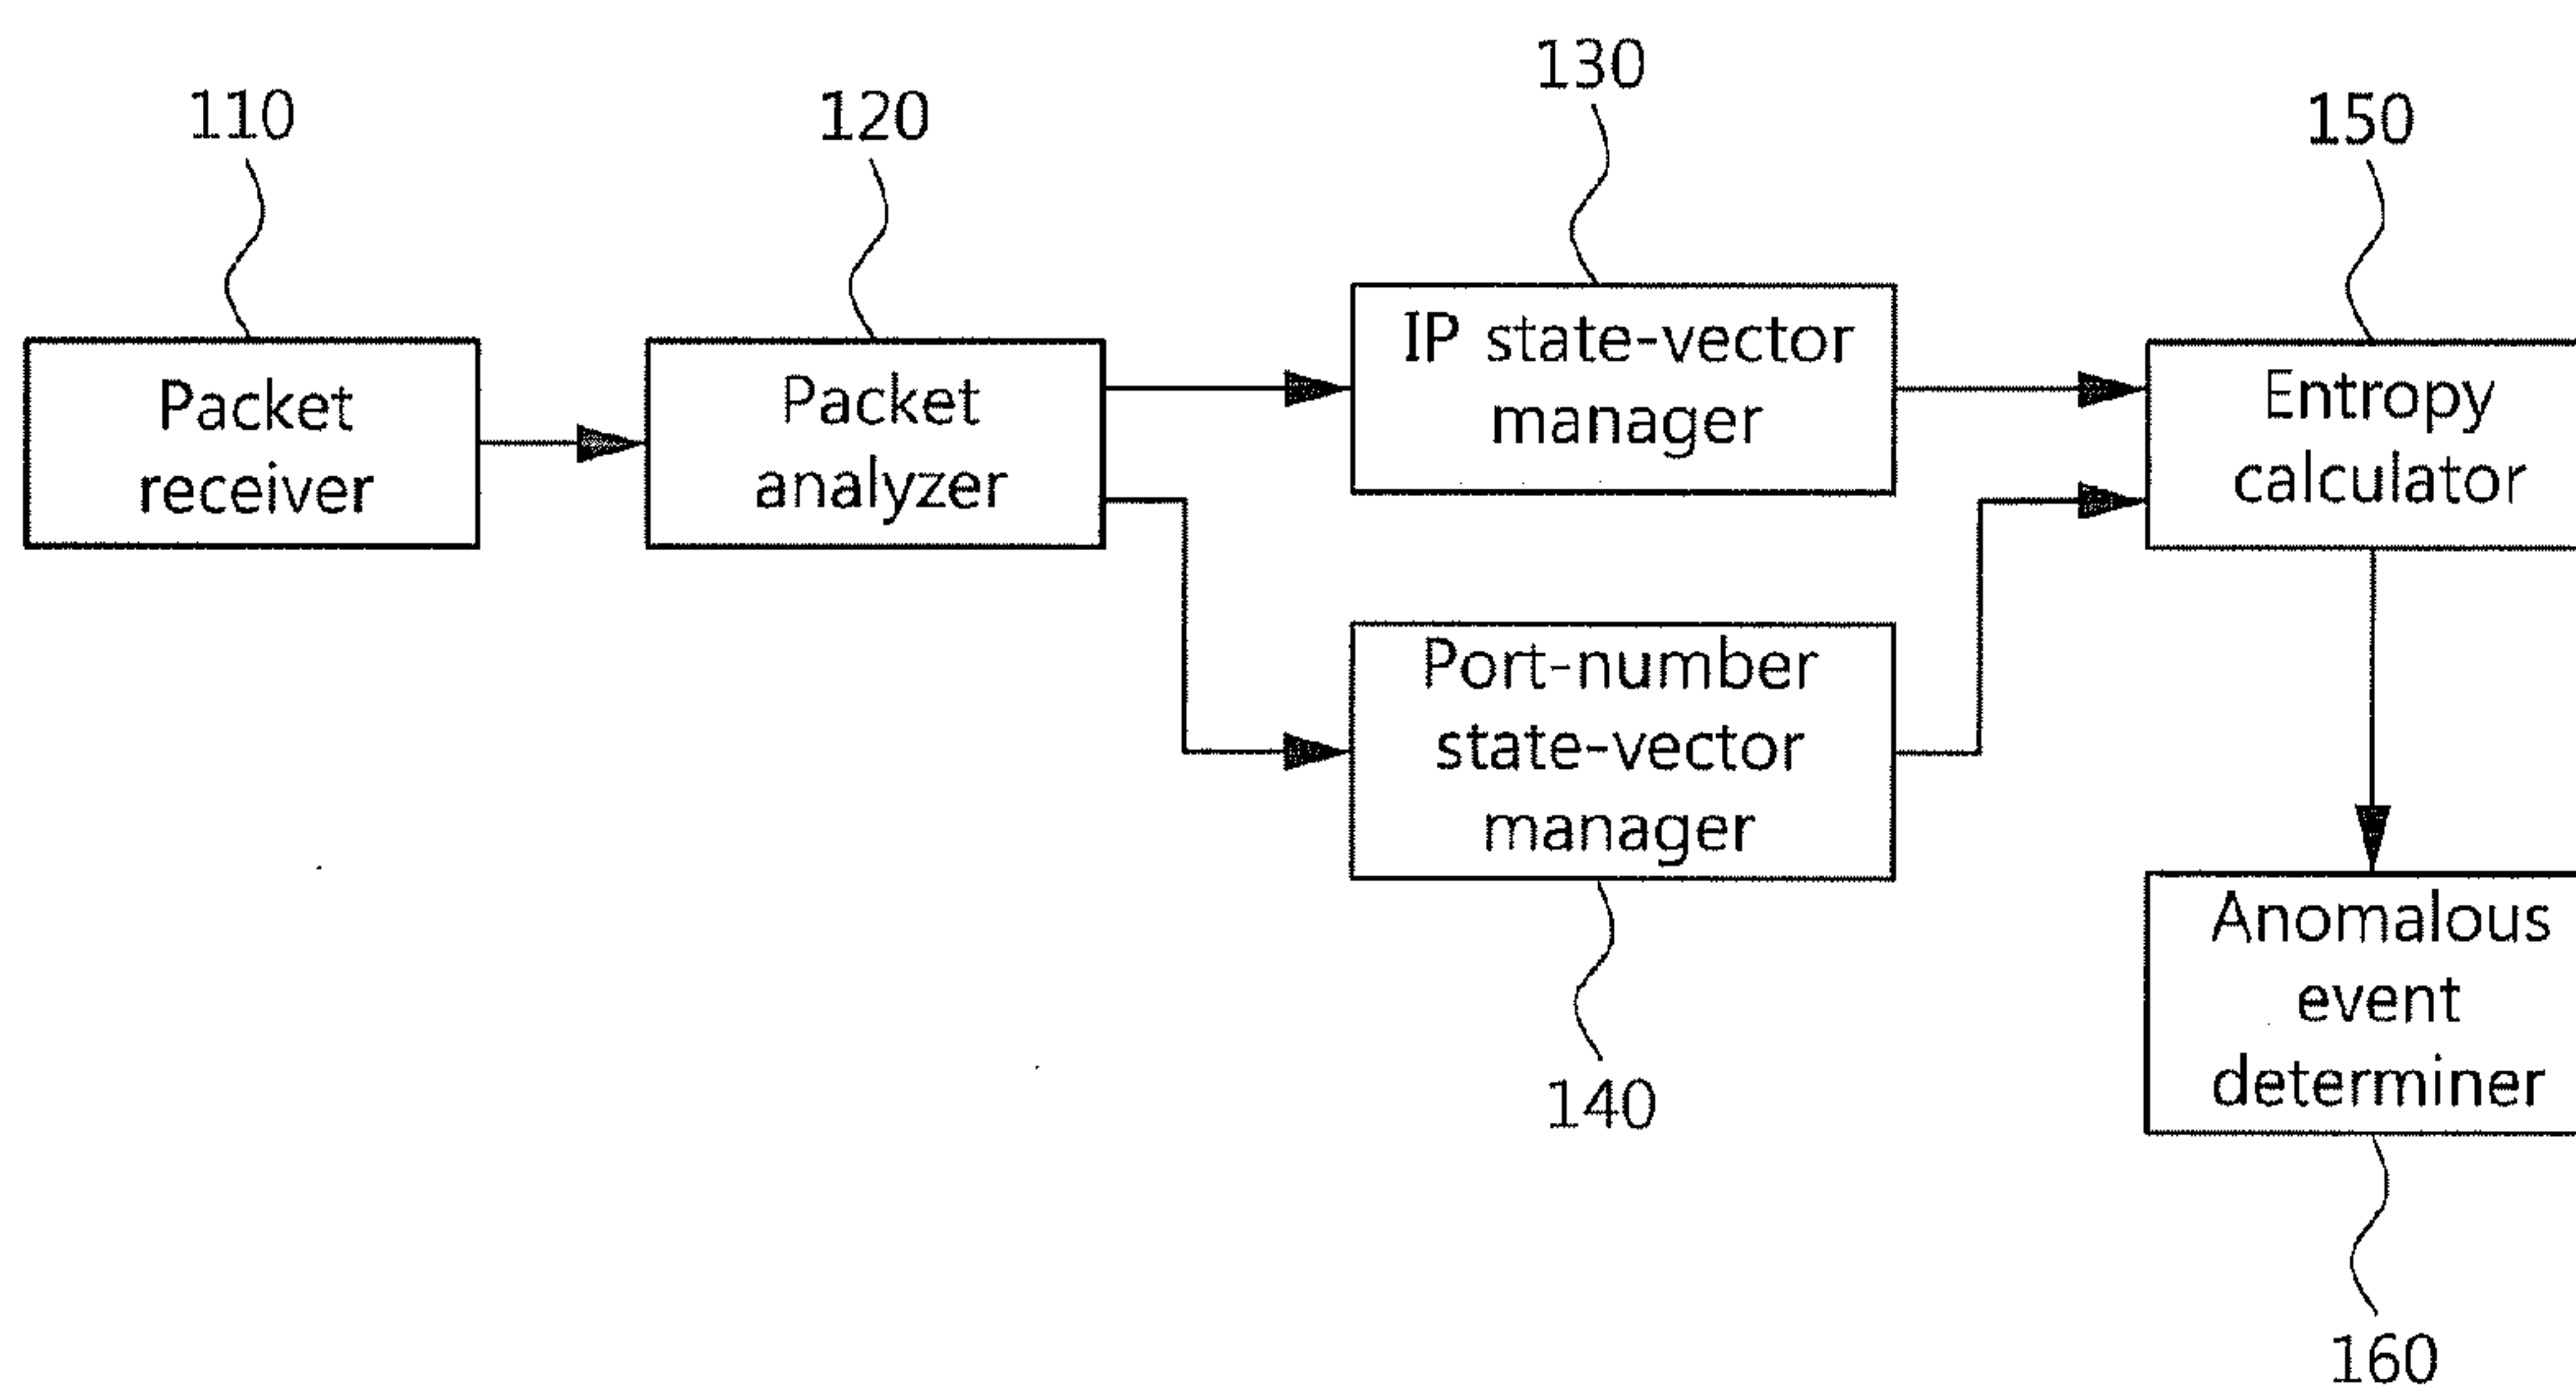 110
120
130
150
Packet
receiver
Packet
analyzer
IP state-vector
manager
Entropy
calculator
Port-number
state-vector
manager
140
Anomalous
event
determiner
160